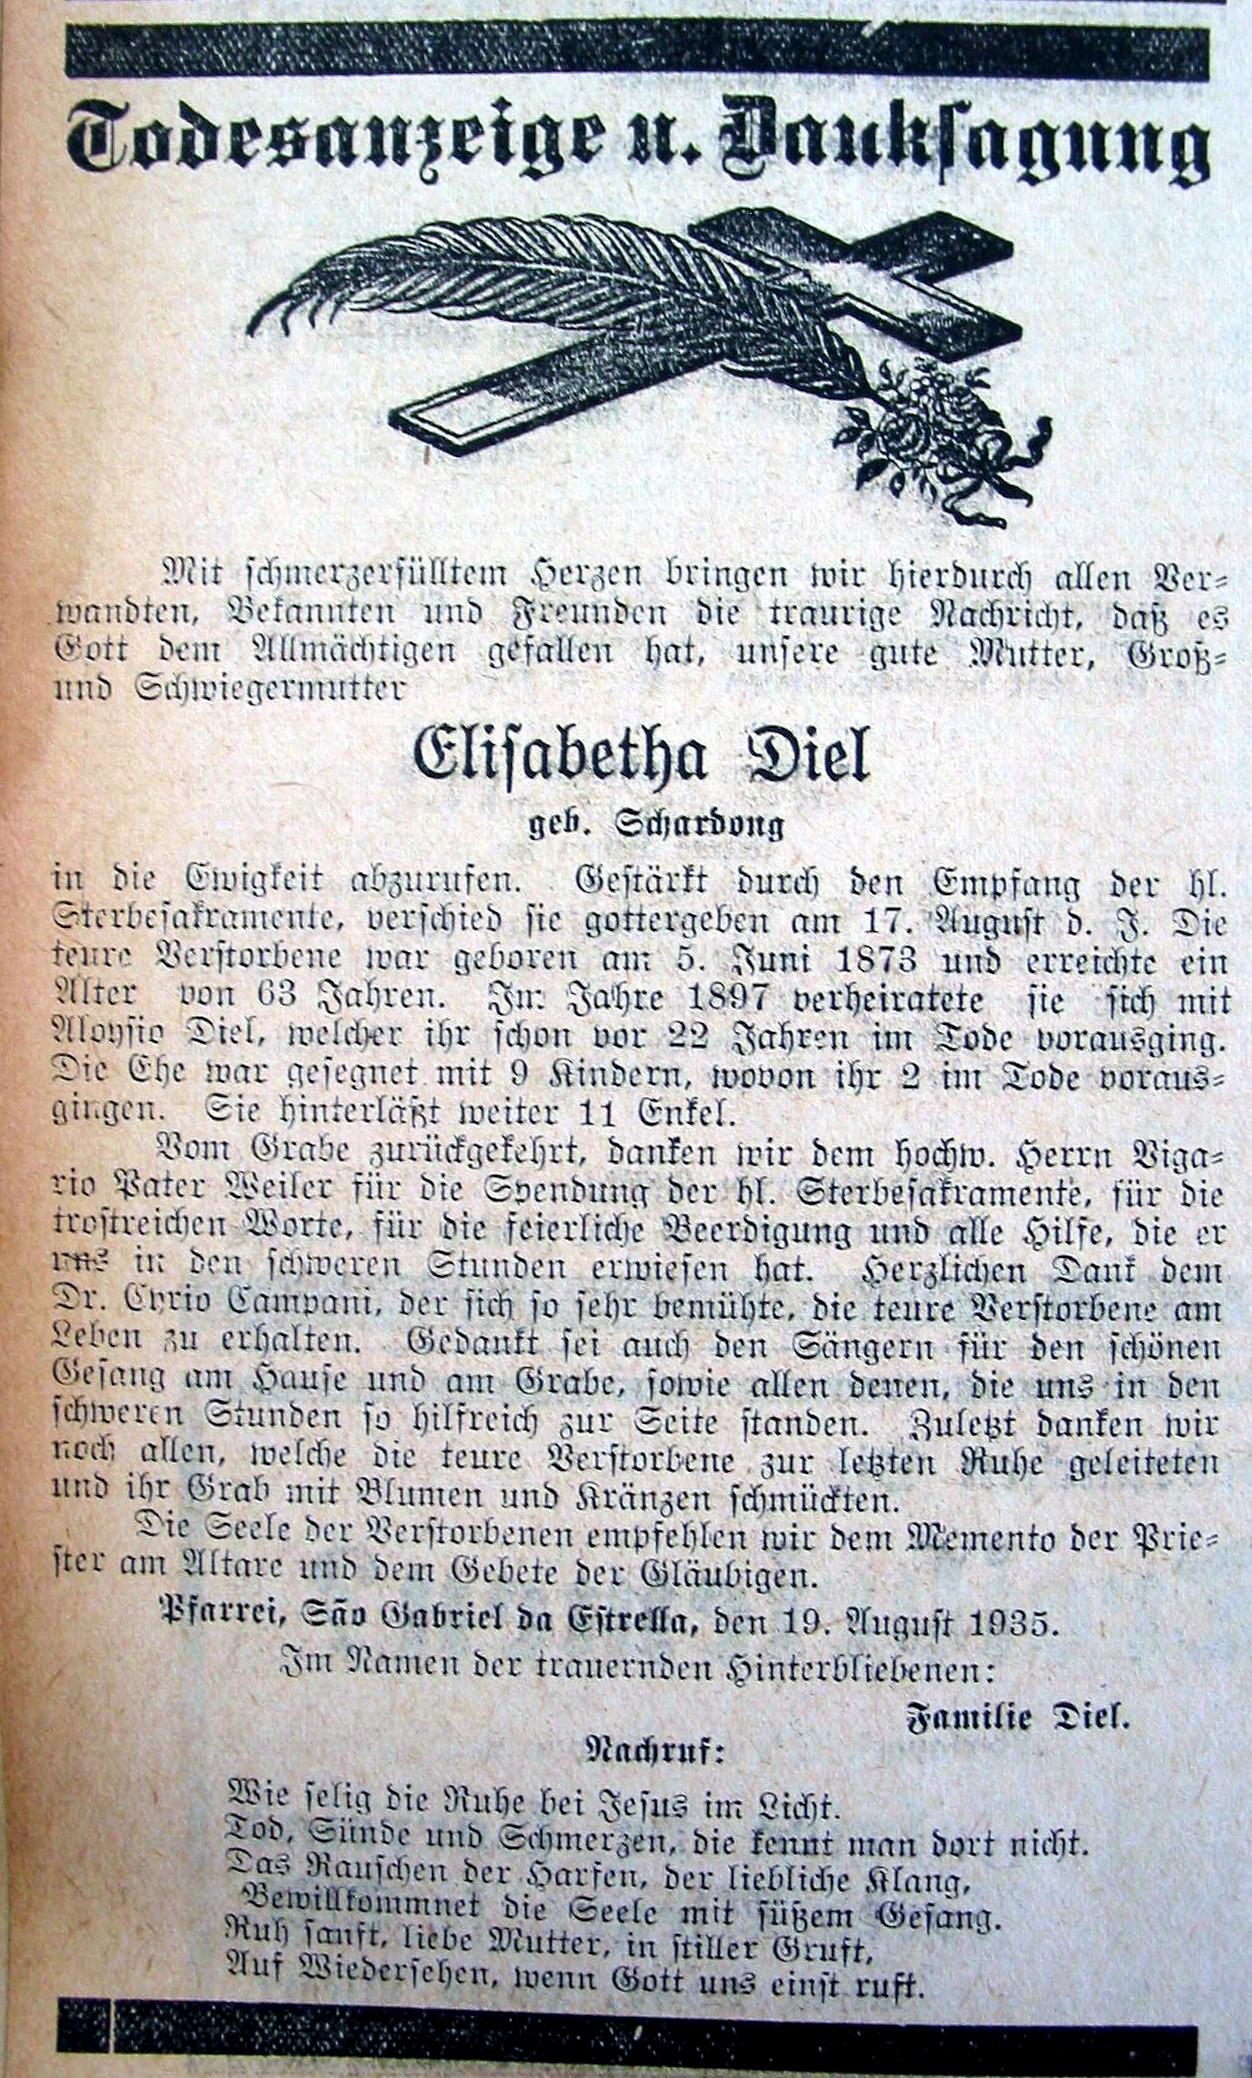 Todesanzeige u. Danksagung
Mit schmerzerfülltem Herzen bringen wir hierdurch allen Ver-
wandten, Bekannten und Freunden die traurige Nachricht, daß es
Gott dem Allmächtigen gefallen hat, unsere gute Mutter, Groß-
und Schwiegermutter
Elisabetha Diel
geb. Schardong
in die Ewigkeit abzurufen. Gestärkt durch den Empfang der hl.
Sterbesakramente, verschied sie gottergeben am 17. August d. J. Die
teure Verstorbene war geboren am 5. Juni 1873 und erreichte ein
Alter von 63 Jahren. Im Jahre 1897 verheiratete sie sich mit
Aloysio Diel, welcher ihr schon vor 22 Jahren im Tode vorausging.
Die Ehe war gesegnet mit 9 Kindern, wovon ihr 2 im Tode voraus-
gingen. Sie hinterläßt weiter 11 Enkel.
Vom Grabe zurückgekehrt, danken wir dem hochw. Herrn Viga-
rio Pater Weiler für die Spendung der hl. Sterbesakramente, für die
trostreichen Worte, für die feierliche Beerdigung und alle Hilfe, die er
uns in den schweren Stunden erwiesen hat. Herzlichen Dank dem
Dr. Cyrio Campani, der sich so sehr bemühte, die teure Verstorbene am
Leben zu erhalten. Gedankt sei auch den Sängern für den schönen
Gesang am Hause und am Grabe, sowie allen denen, die uns in den
schweren Stunden so hilfreich zur Seite standen. Zuletzt danken wir
noch allen, welche die teure Verstorbene zur letzten Ruhe geleiteten
und ihr Grab mit Blumen und Kränzen schmückten.
Die Seele der Verstorbenen empfehlen wir dem Memento der Prie-
ster am Altare und dem Gebete der Gläubigen.
Pfarrei, São Gabriel da Estrella, den 19. August 1935.
Im Namen der trauernden Hinterbliebenen:
Familie Diel.
Nachruf:
Wie selig die Ruhe bei Jesus im Licht.
Tod, Sünde und Schmerzen, die kennt man dort nicht.
Das Rauschen der Harfen, der liebliche Klang,
Bewillkommnet die Seele mit süßem Gesang.
Ruh sanft, liebe Mutter, in stiller Gruft,
Auf Wiedersehen, wenn Gott uns einst ruft.